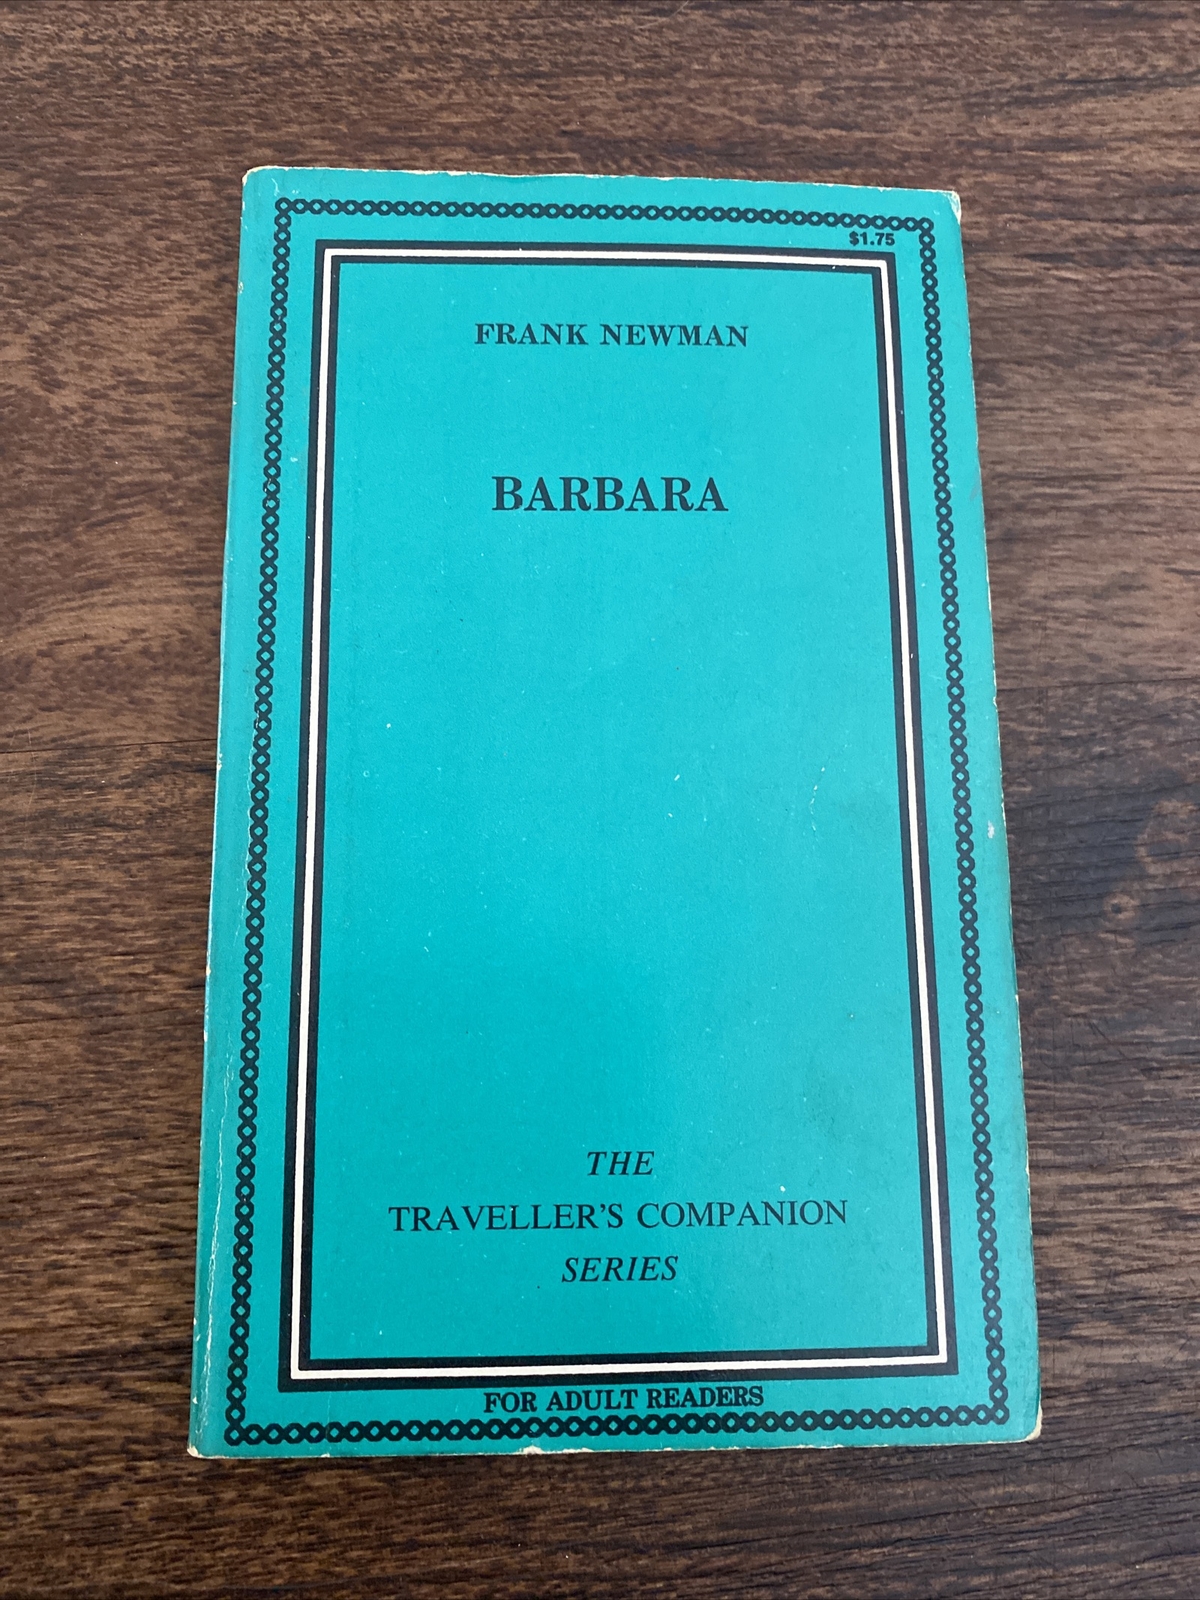 $1.75
FRANK NEWMAN
BARBARA
THE
TRAVELLER'S COMPANION
SERIES
FOR ADULT READERS